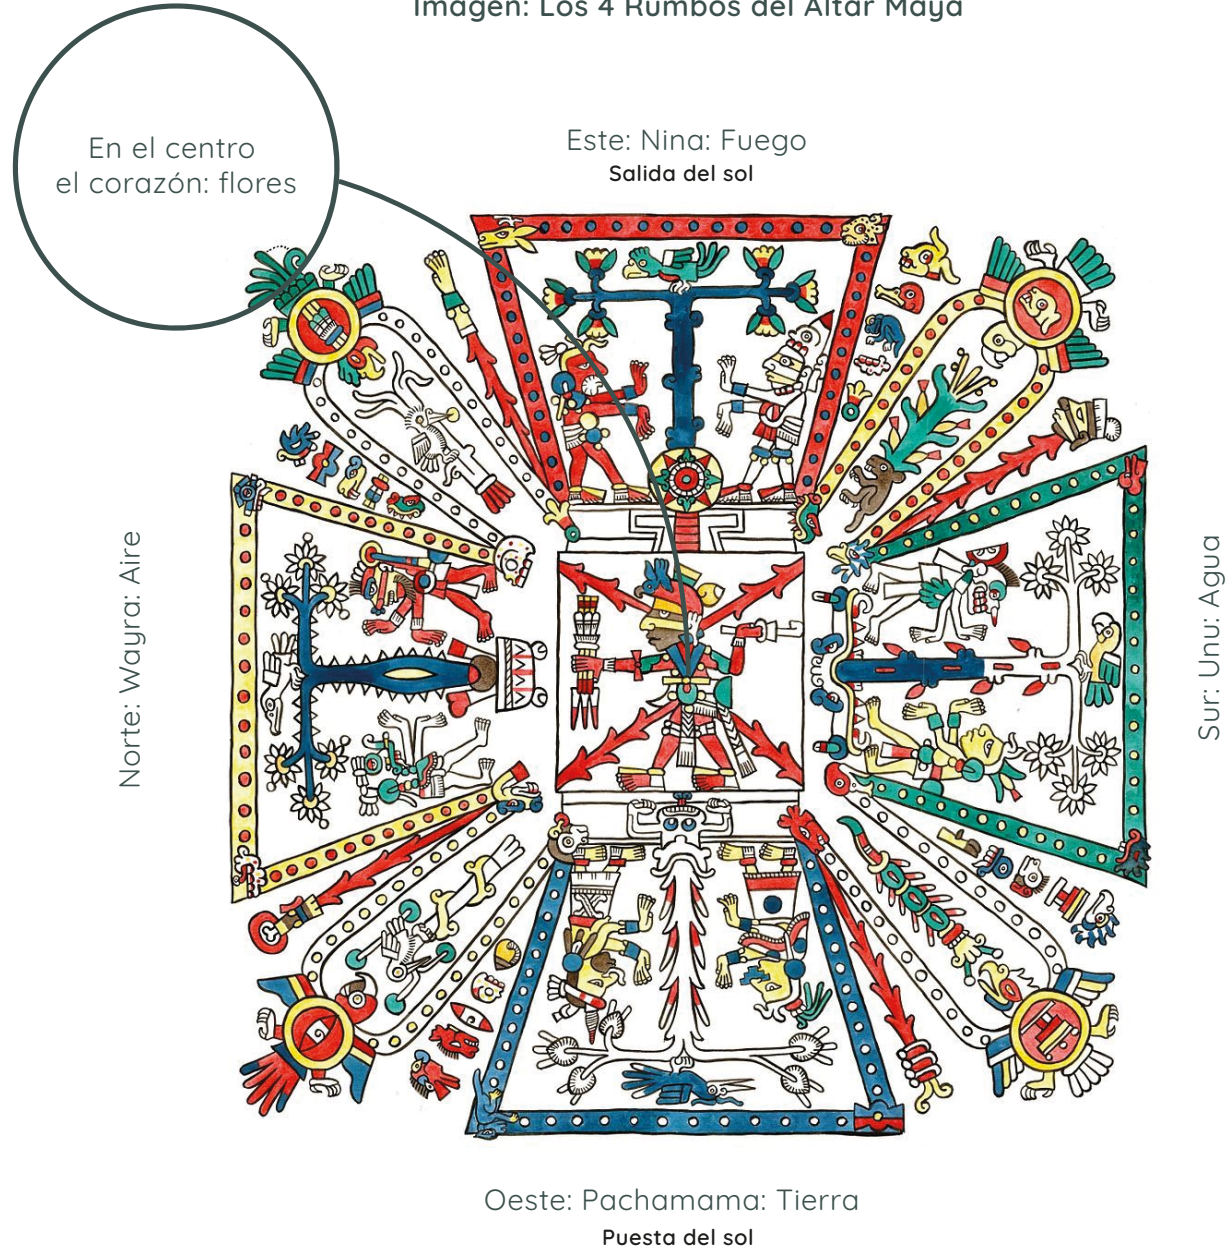 Imagen: Los 4 Rumbos del Altar Maya
En el centro
el corazón: flores
Este: Nina: Fuego
Salida del sol
Norte: Wayra: Aire
Sur: Unu: Agua
Oeste: Pachamama: Tierra
Puesta del sol